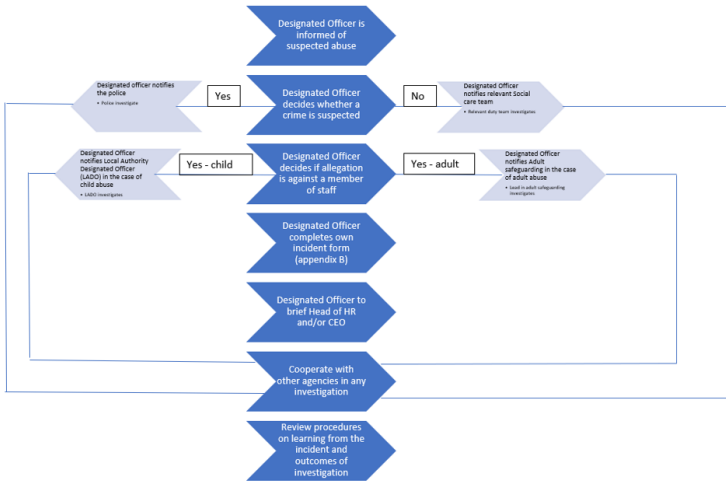 Designated Officer is
informed of
suspected abuse
Designated officer notifies
the police
• Police investigate
Yes
Designated Officer
decides whether a
crime is suspected
No
Designated Officer
notifies relevant Social
care team
• Relevant duty team investigates
Designated Officer
notifies Local Authority
Designated Officer
(LADO) in the case of
child abuse
• LADO investigates
Yes - child
Designated Officer
decides if allegation
is against a member
of staff
Yes - adult
Designated Officer
notifies Adult
safeguarding in the case
of adult abuse
• Lead in adult safeguarding
investigates
Designated Officer
completes own
incident form
(appendix B)
Designated Officer to
brief Head of HR
and/or CEO
Cooperate with
other agencies in any
investigation
Review procedures
on learning from the
incident and
outcomes of
investigation